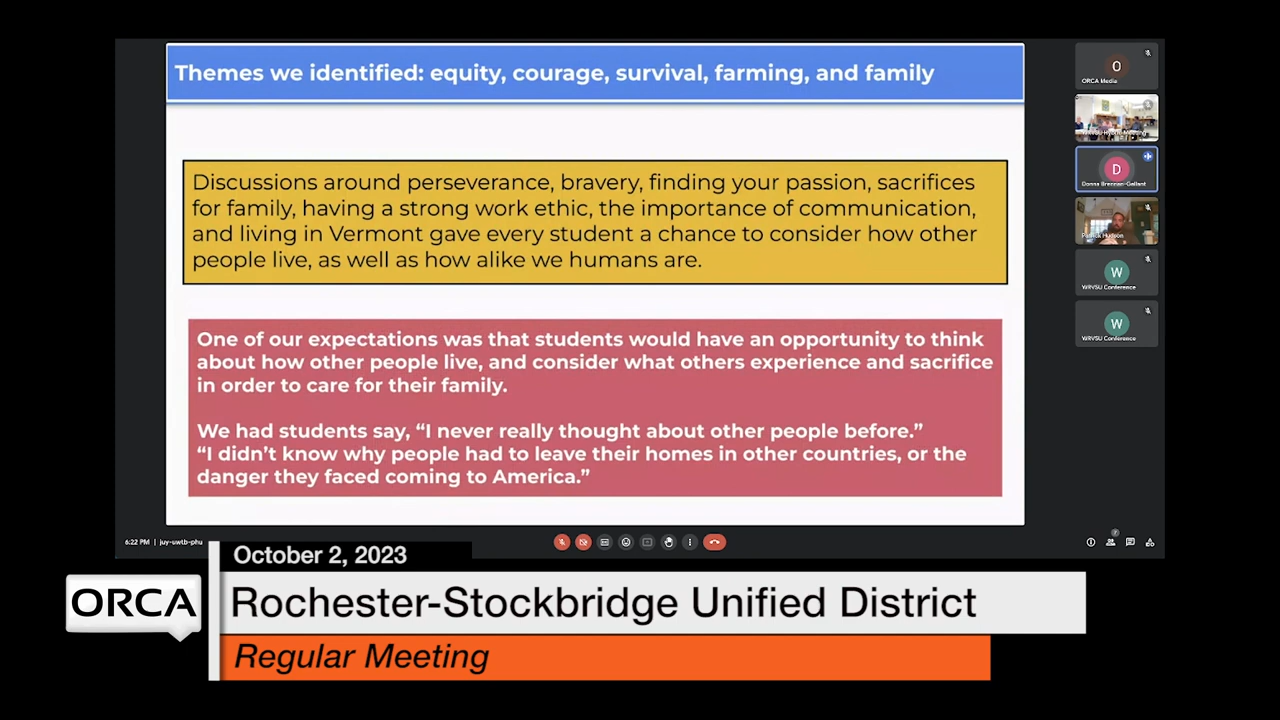 Themes we identified: equity, courage, survival, farming, and family
Discussions around perseverance, bravery, finding your passion, sacrifices
for family, having a strong work ethic, the importance of communication,
and living in Vermont gave every student a chance to consider how other
people live, as well as how alike we humans are.
One of our expectations was that students would have an opportunity to think
about how other people live, and consider what others experience and sacrifice
in order to care for their family.
We had students say, “I never really thought about other people before.”
“I didn’t know why people had to leave their homes in other countries, or the
danger they faced coming to America.”
O
ORCA Media
D
Donna Brennan-Gallant
Patrick Hudson
W
WRVSU Conference
W
WRVSU Conference
6:22 PM | juy-uwtb-phu
7
October 2, 2023
ORCA
Rochester-Stockbridge Unified District
Regular Meeting